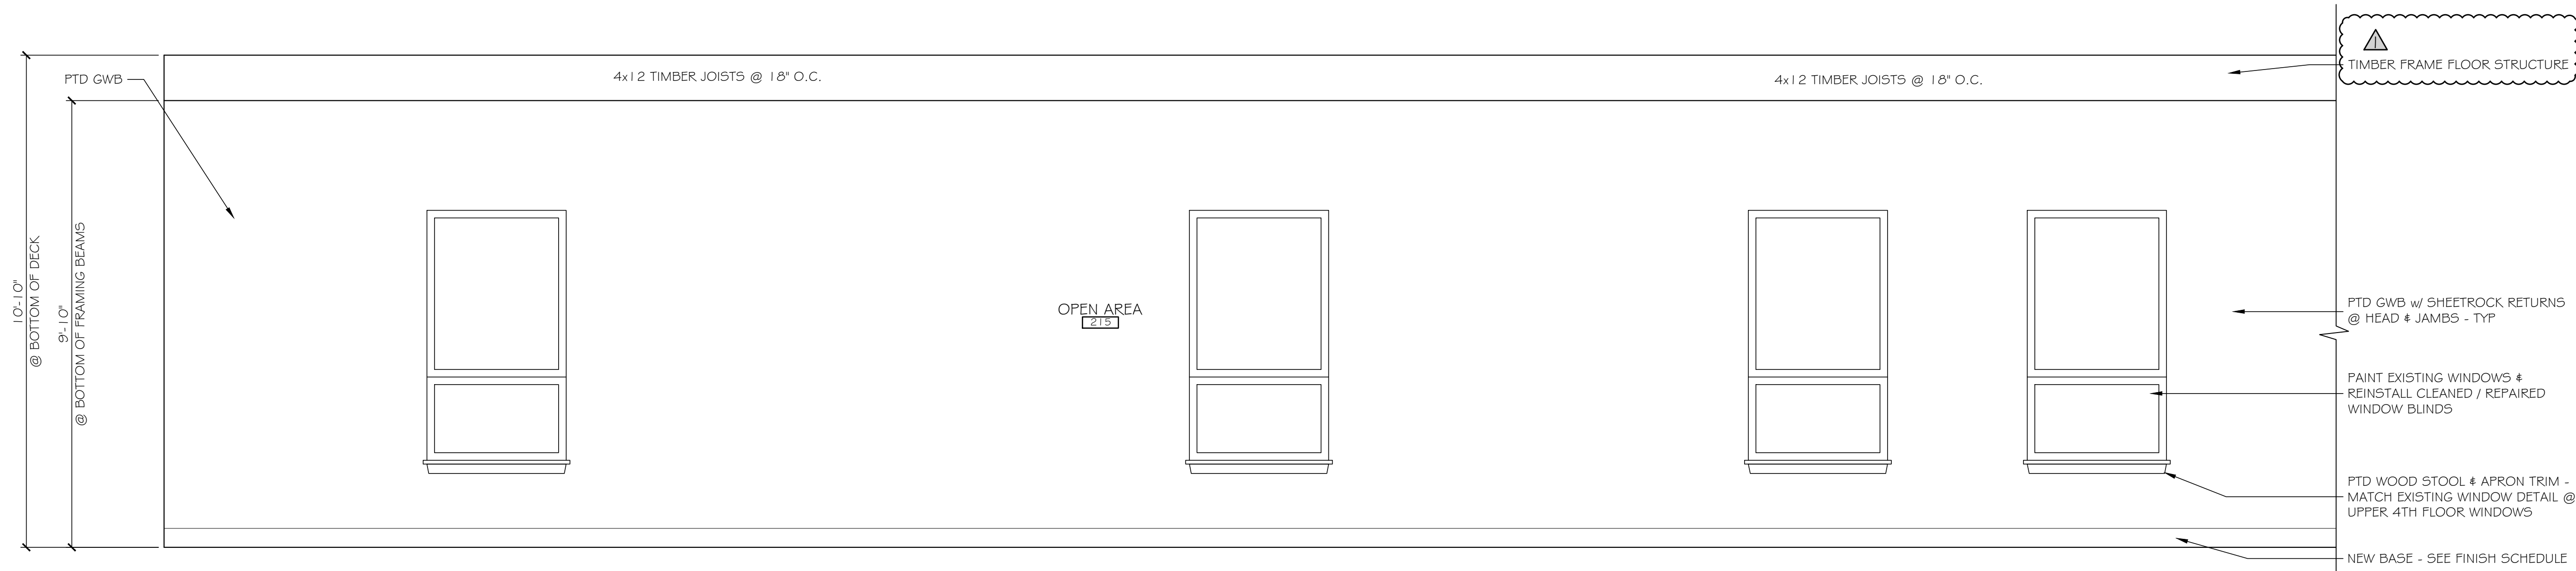 PTD GWB
4x12 TIMBER JOISTS @ 18" O.C.
4x12 TIMBER JOISTS @ 18" O.C.
1
TIMBER FRAME FLOOR STRUCTURE
10'-10"
@ BOTTOM OF DECK
9'-10"
@ BOTTOM OF FRAMING BEAMS
OPEN AREA
215
PTD GWB w/ SHEETROCK RETURNS
@ HEAD & JAMBS - TYP
PAINT EXISTING WINDOWS &
REINSTALL CLEANED / REPAIRED
WINDOW BLINDS
PTD WOOD STOOL & APRON TRIM -
MATCH EXISTING WINDOW DETAIL @
UPPER 4TH FLOOR WINDOWS
NEW BASE - SEE FINISH SCHEDULE